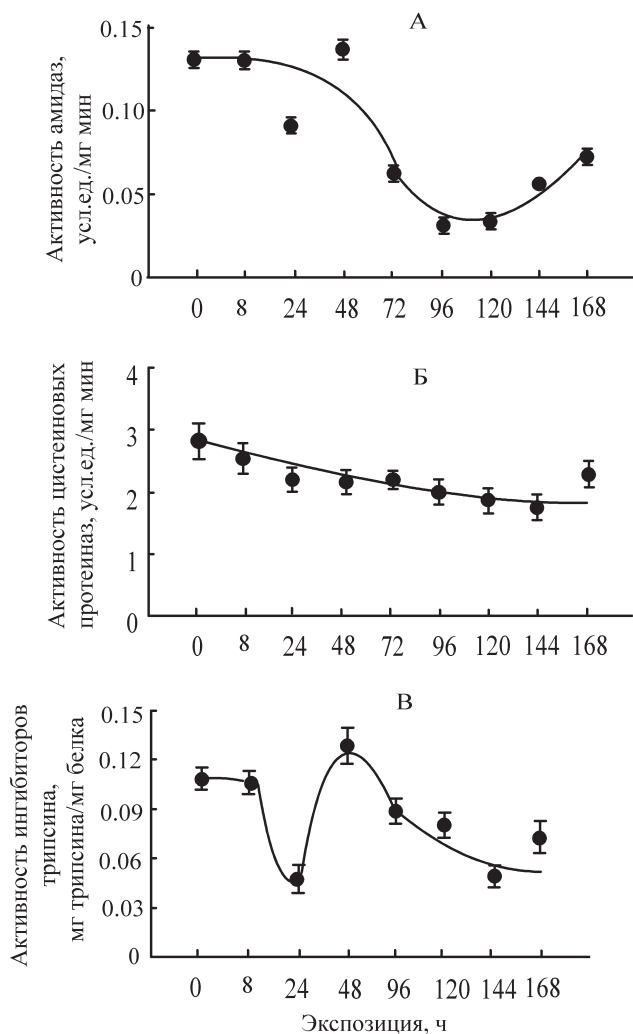 А
Активность амидаз,
усл.ед./мг мин
0.15
0.10
0.05
0
0 8 24 48 72 96 120 144 168
Б
Активность цистеиновых
протеиназ, усл.ед./мг мин
4
3
2
1
0
0 8 24 48 72 96 120 144 168
В
Активность ингибиторов
трипсина,
мг трипсина/мг белка
0.15
0.12
0.09
0.06
0.03
0
0 8 24 48 96 120 144 168
Экспозиция, ч